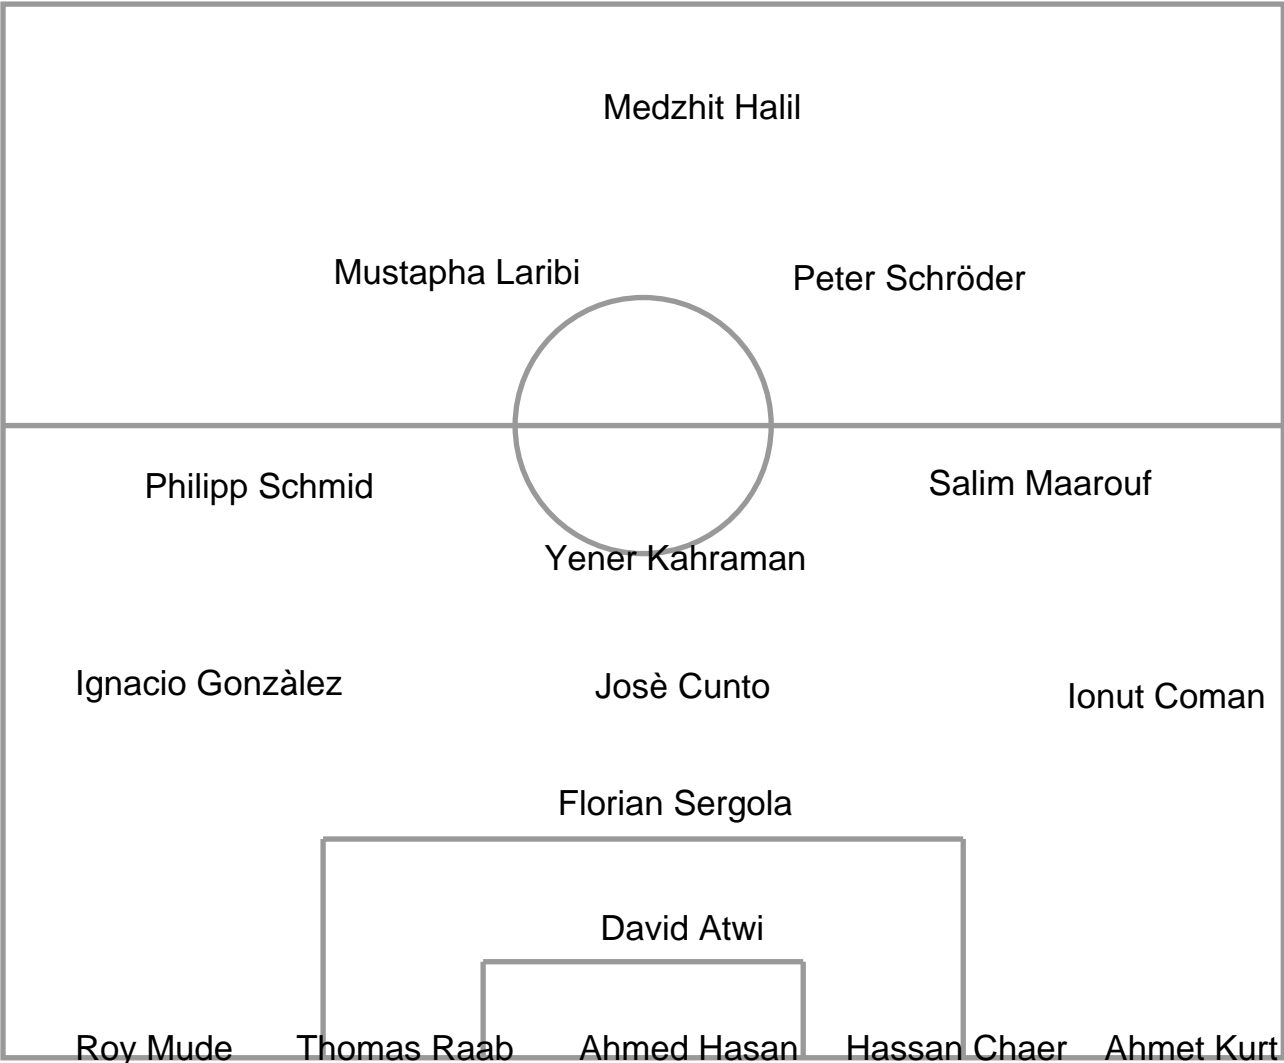 Medzhit Halil
Mustapha Laribi
Peter Schröder
Philipp Schmid
Salim Maarouf
Yener Kahraman
Ignacio Gonzàlez
Josè Cunto
Ionut Coman
Florian Sergola
David Atwi
Roy Mude
Thomas Raab
Ahmed Hasan
Hassan Chaer
Ahmet Kurt